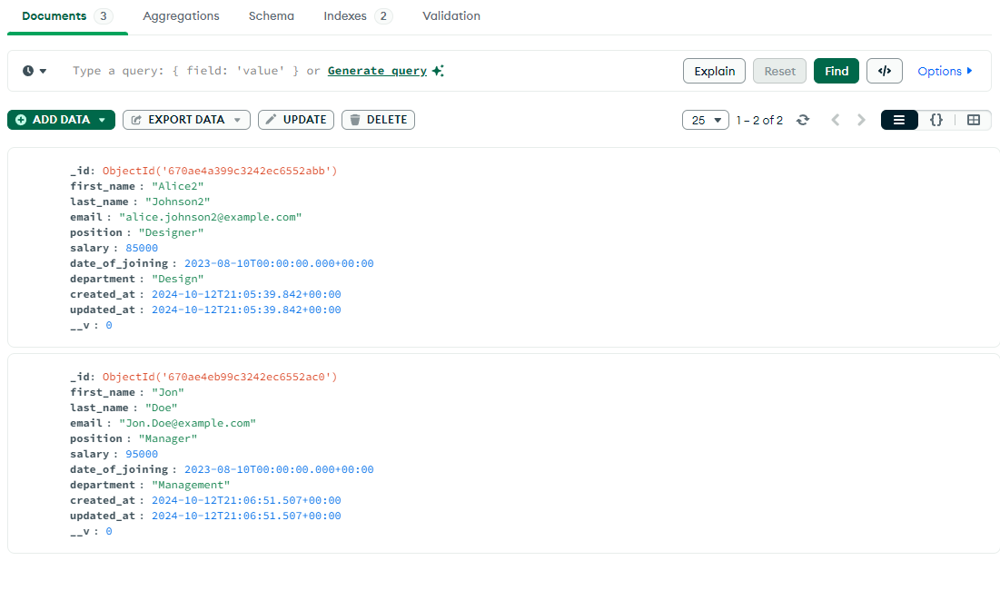 Documents 3 Aggregations Schema Indexes 2 Validation
Type a query: { field: 'value' } or Generate query Explain Reset Find </> Options
ADD DATA EXPORT DATA UPDATE DELETE 25 1 – 2 of 2 {}
_id: ObjectId('670ae4a399c3242ec6552abb')
first_name : "Alice2"
last_name : "Johnson2"
email : "alice.johnson2@example.com"
position : "Designer"
salary : 85000
date_of_joining : 2023-08-10T00:00:00.000+00:00
department : "Design"
created_at : 2024-10-12T21:05:39.842+00:00
updated_at : 2024-10-12T21:05:39.842+00:00
__v : 0
_id: ObjectId('670ae4eb99c3242ec6552ac0')
first_name : "Jon"
last_name : "Doe"
email : "Jon.Doe@example.com"
position : "Manager"
salary : 95000
date_of_joining : 2023-08-10T00:00:00.000+00:00
department : "Management"
created_at : 2024-10-12T21:06:51.507+00:00
updated_at : 2024-10-12T21:06:51.507+00:00
__v : 0